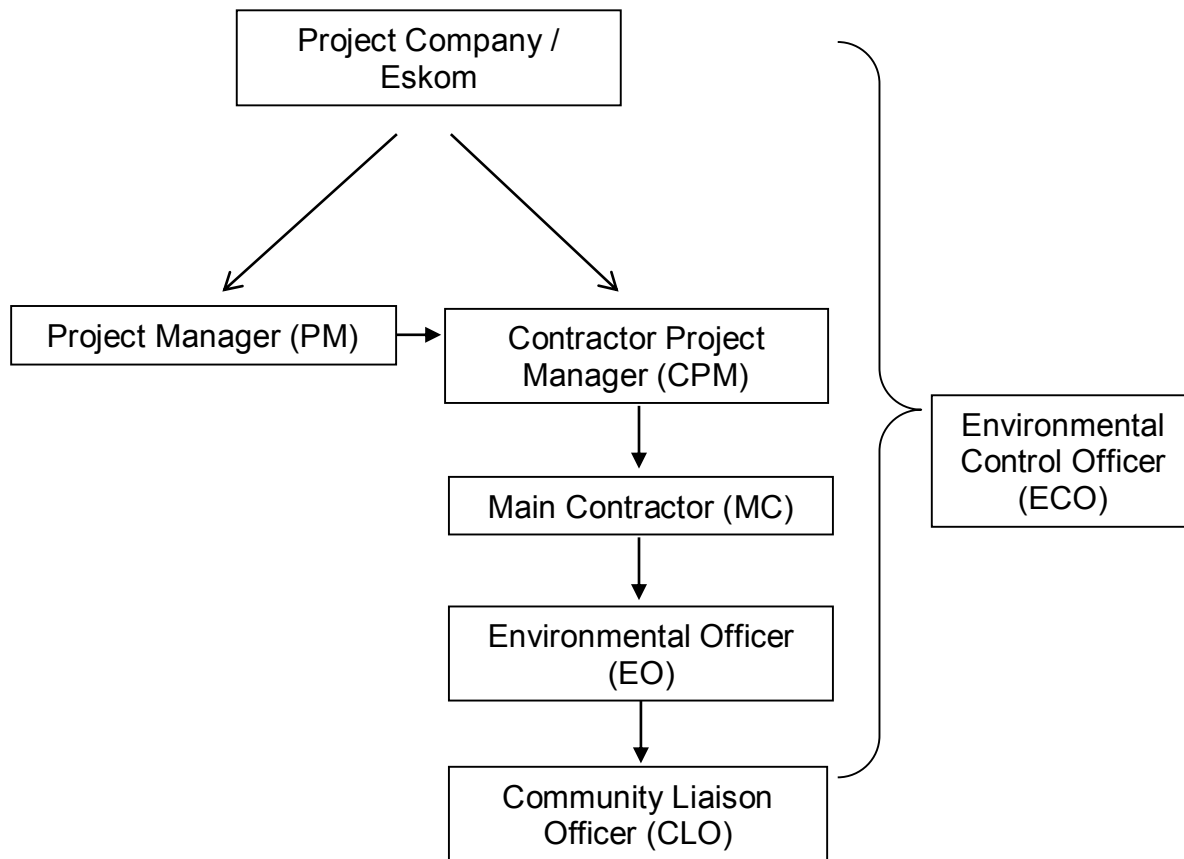 Project Company /
Eskom
Project Manager (PM)
Contractor Project
Manager (CPM)
Main Contractor (MC)
Environmental
Control Officer
(ECO)
Environmental Officer
(EO)
Community Liaison
Officer (CLO)